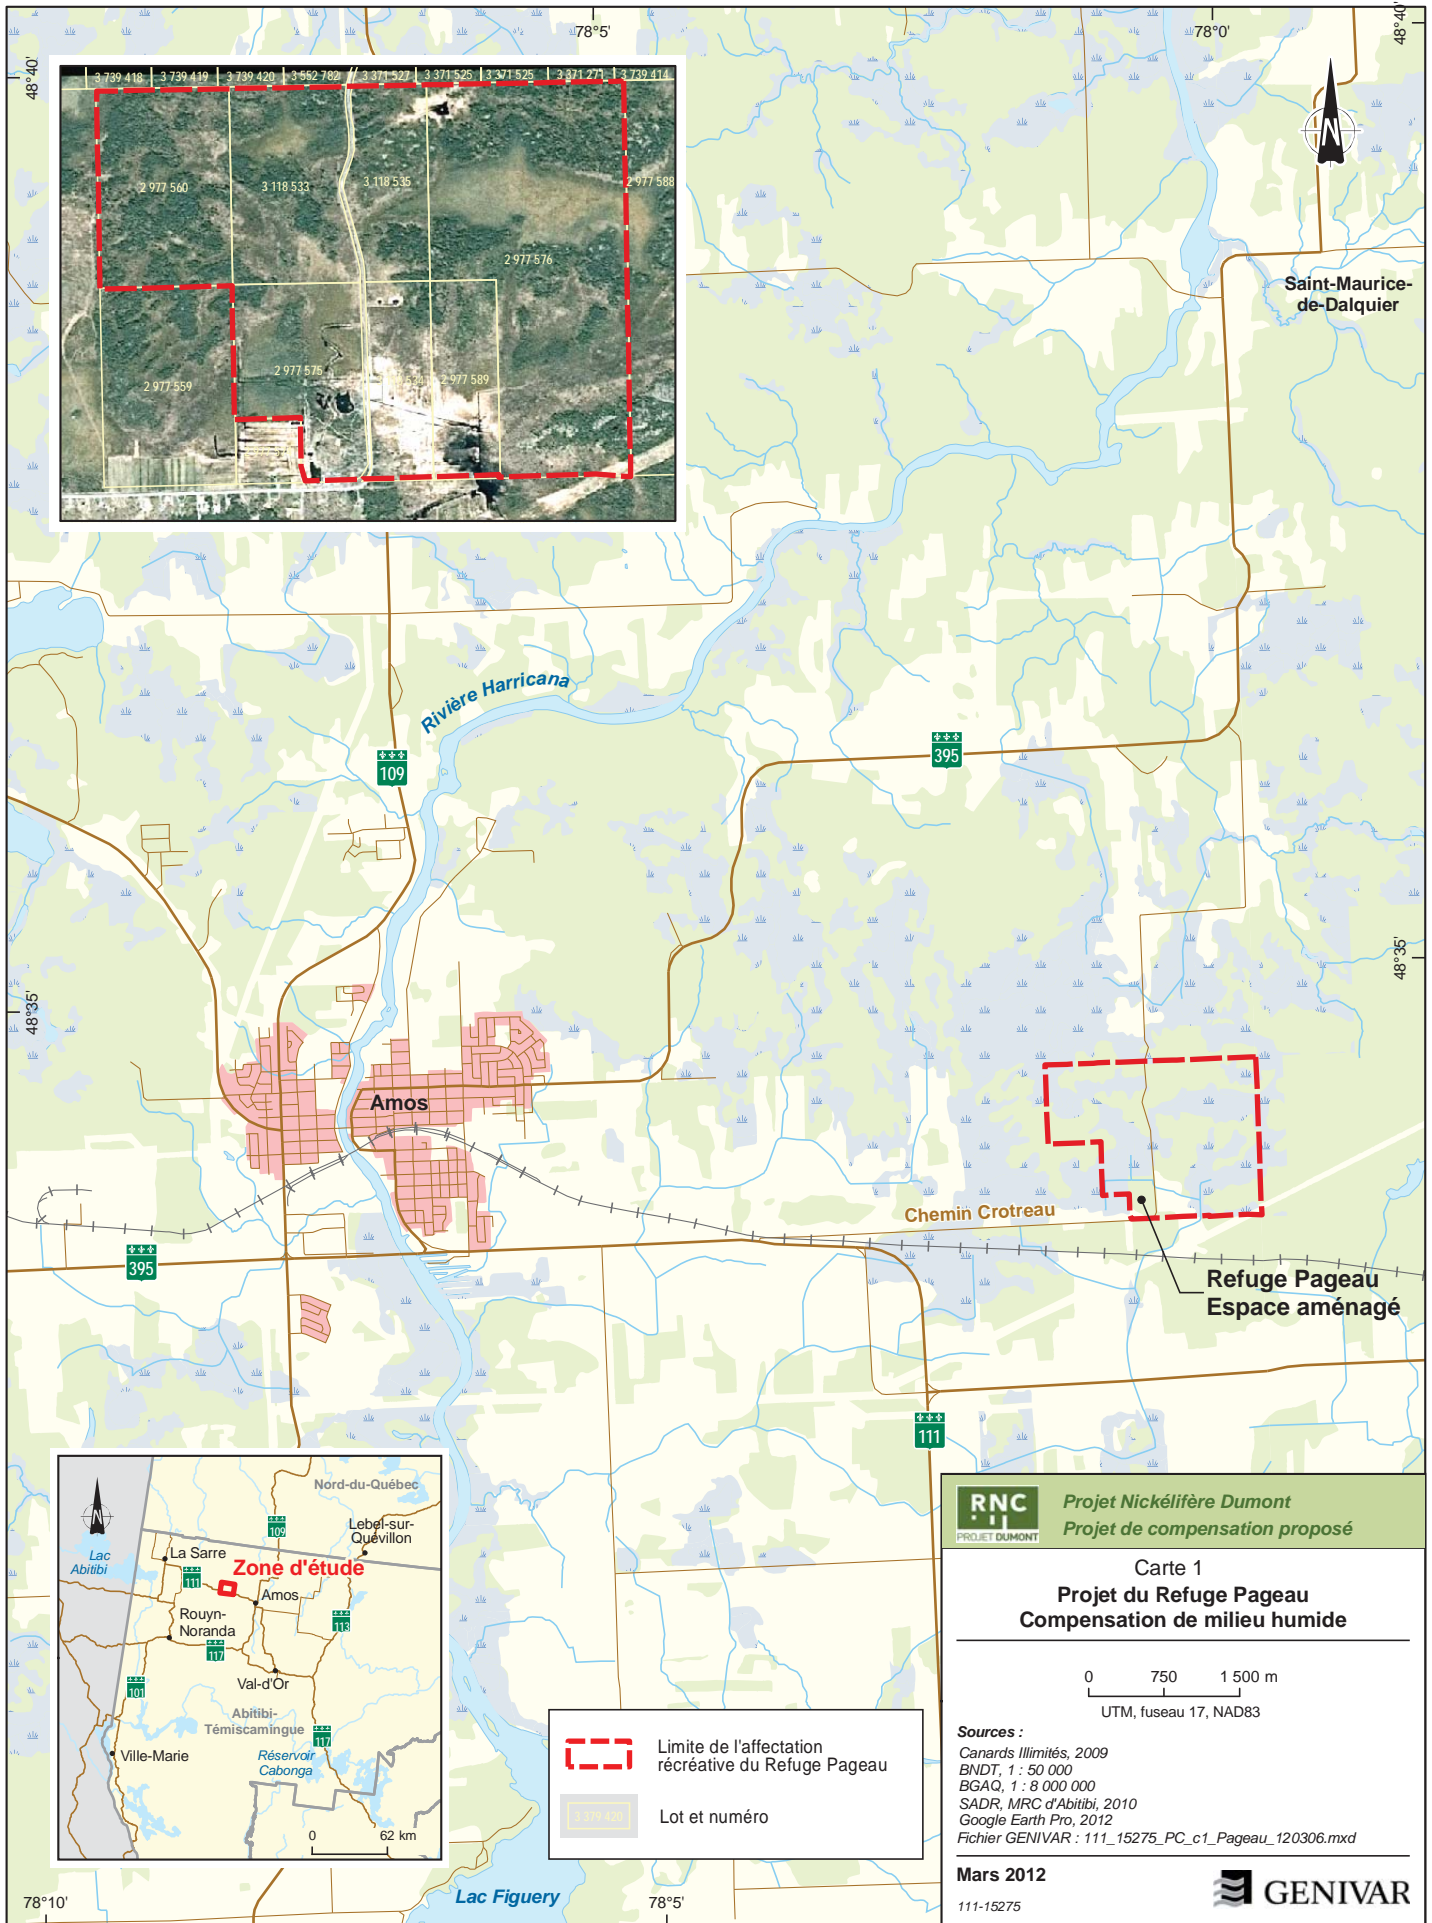 78°5'
78°0'
48°40'
48°40'
3 739 418
3 739 419
3 739 420
3 552 782
3 371 527
3 371 525
3 371 525
3 371 271
3 739 414
2 977 560
3 118 533
3 118 535
2 977 588
2 977 576
2 977 559
2 977 575
2 977 589
N
Saint-Maurice-
de-Dalquier
Rivière Harricana
109
395
48°35'
48°35'
Amos
Chemin Crotreau
395
Refuge Pageau
Espace aménagé
111
Nord-du-Québec
109
Lebel-sur-
Quévillon
Lac
Abitibi
La Sarre
Zone d'étude
111
Amos
Rouyn-
Noranda
113
117
Val-d'Or
101
Abitibi-
Témiscamingue
117
Ville-Marie
Réservoir
Cabonga
0 62 km
N
Limite de l'affectation
récréative du Refuge Pageau
3 379 420
Lot et numéro
Lac Figuery
78°10'
78°5'
RNC
PROJET DUMONT
Projet Nickélifère Dumont
Projet de compensation proposé
Carte 1
Projet du Refuge Pageau
Compensation de milieu humide
0 750 1 500 m
UTM, fuseau 17, NAD83
Sources :
Canards Illimités, 2009
BNDT, 1 : 50 000
BGAQ, 1 : 8 000 000
SADR, MRC d'Abitibi, 2010
Google Earth Pro, 2012
Fichier GENIVAR : 111_15275_PC_c1_Pageau_120306.mxd
Mars 2012
111-15275
GENIVAR